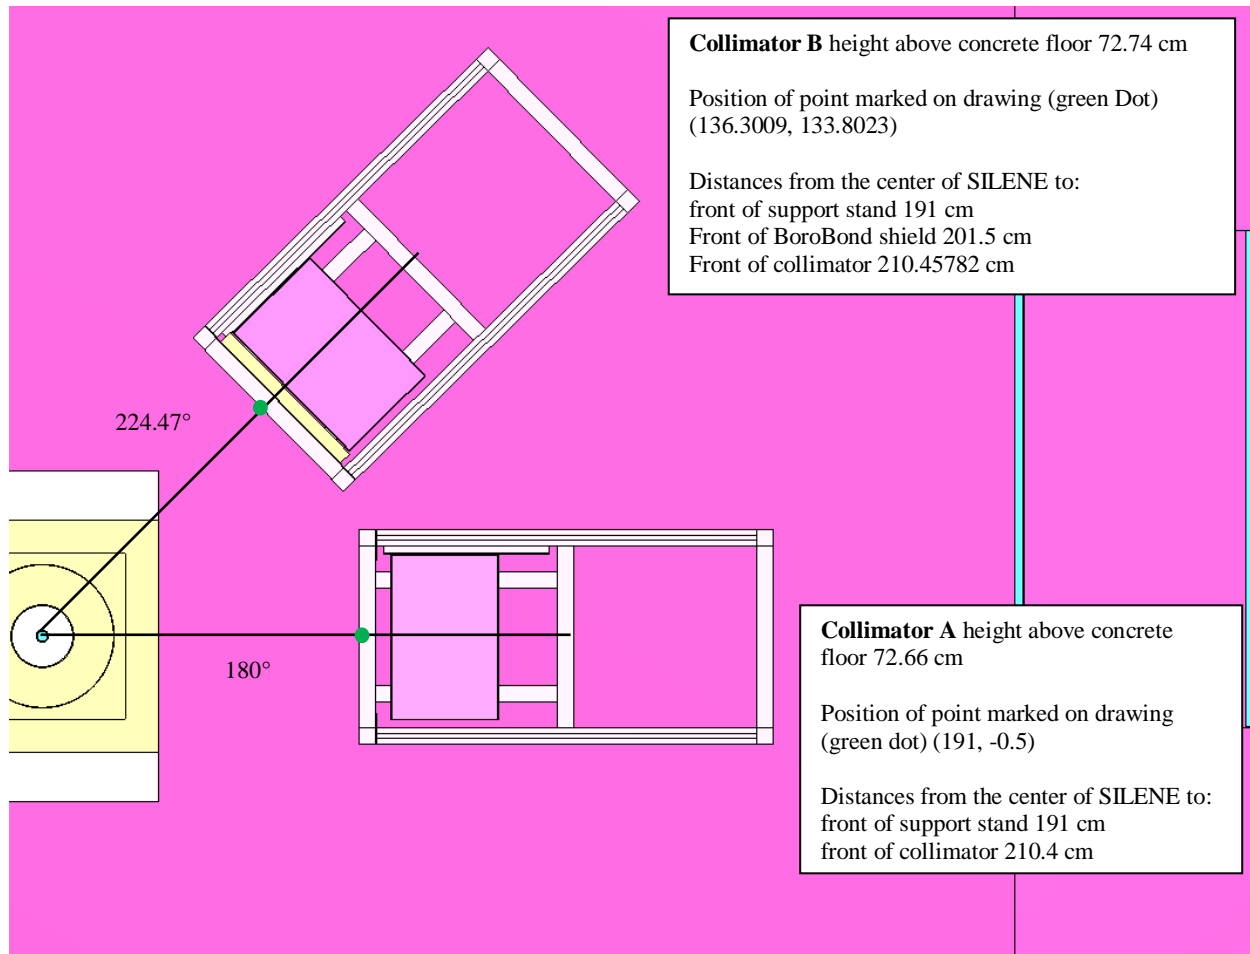 Collimator B height above concrete floor 72.74 cm
Position of point marked on drawing (green Dot)
(136.3009, 133.8023)
Distances from the center of SILENE to:
front of support stand 191 cm
Front of BoroBond shield 201.5 cm
Front of collimator 210.45782 cm
224.47°
180°
Collimator A height above concrete
floor 72.66 cm
Position of point marked on drawing
(green dot) (191, -0.5)
Distances from the center of SILENE to:
front of support stand 191 cm
front of collimator 210.4 cm